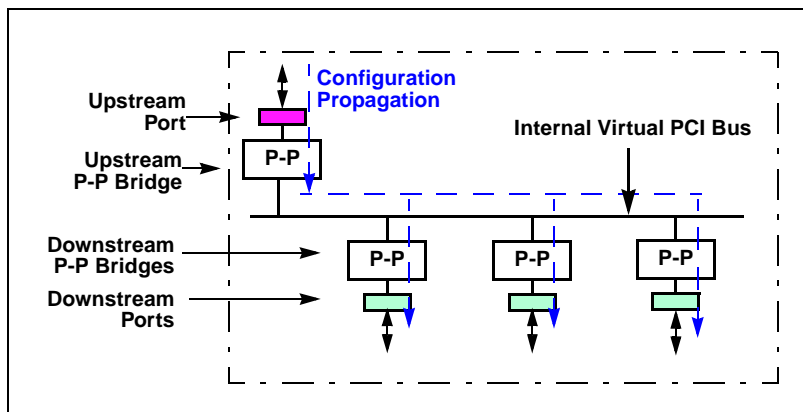 Configuration
Propagation
Upstream
Port
Internal Virtual PCI Bus
P-P
Upstream
P-P Bridge
Downstream
P-P Bridges
P-P
P-P
P-P
Downstream
Ports